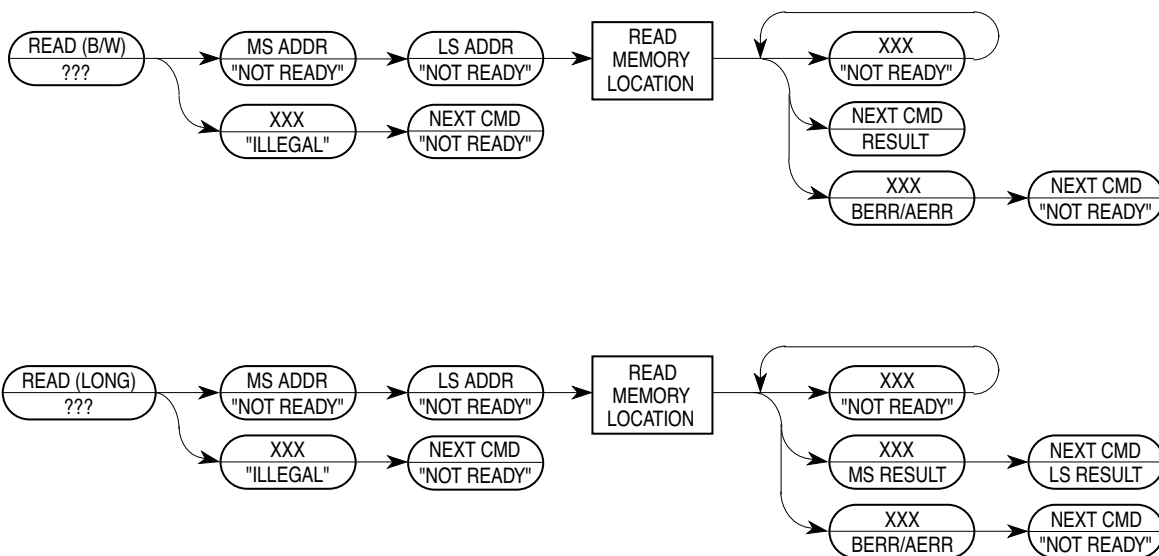 READ (B/W)
???
MS ADDR
"NOT READY"
LS ADDR
"NOT READY"
READ
MEMORY
LOCATION
XXX
"NOT READY"
XXX
"ILLEGAL"
NEXT CMD
"NOT READY"
NEXT CMD
RESULT
XXX
BERR/AERR
NEXT CMD
"NOT READY"
READ (LONG)
???
MS ADDR
"NOT READY"
LS ADDR
"NOT READY"
READ
MEMORY
LOCATION
XXX
"NOT READY"
XXX
"ILLEGAL"
NEXT CMD
"NOT READY"
XXX
MS RESULT
NEXT CMD
LS RESULT
XXX
BERR/AERR
NEXT CMD
"NOT READY"